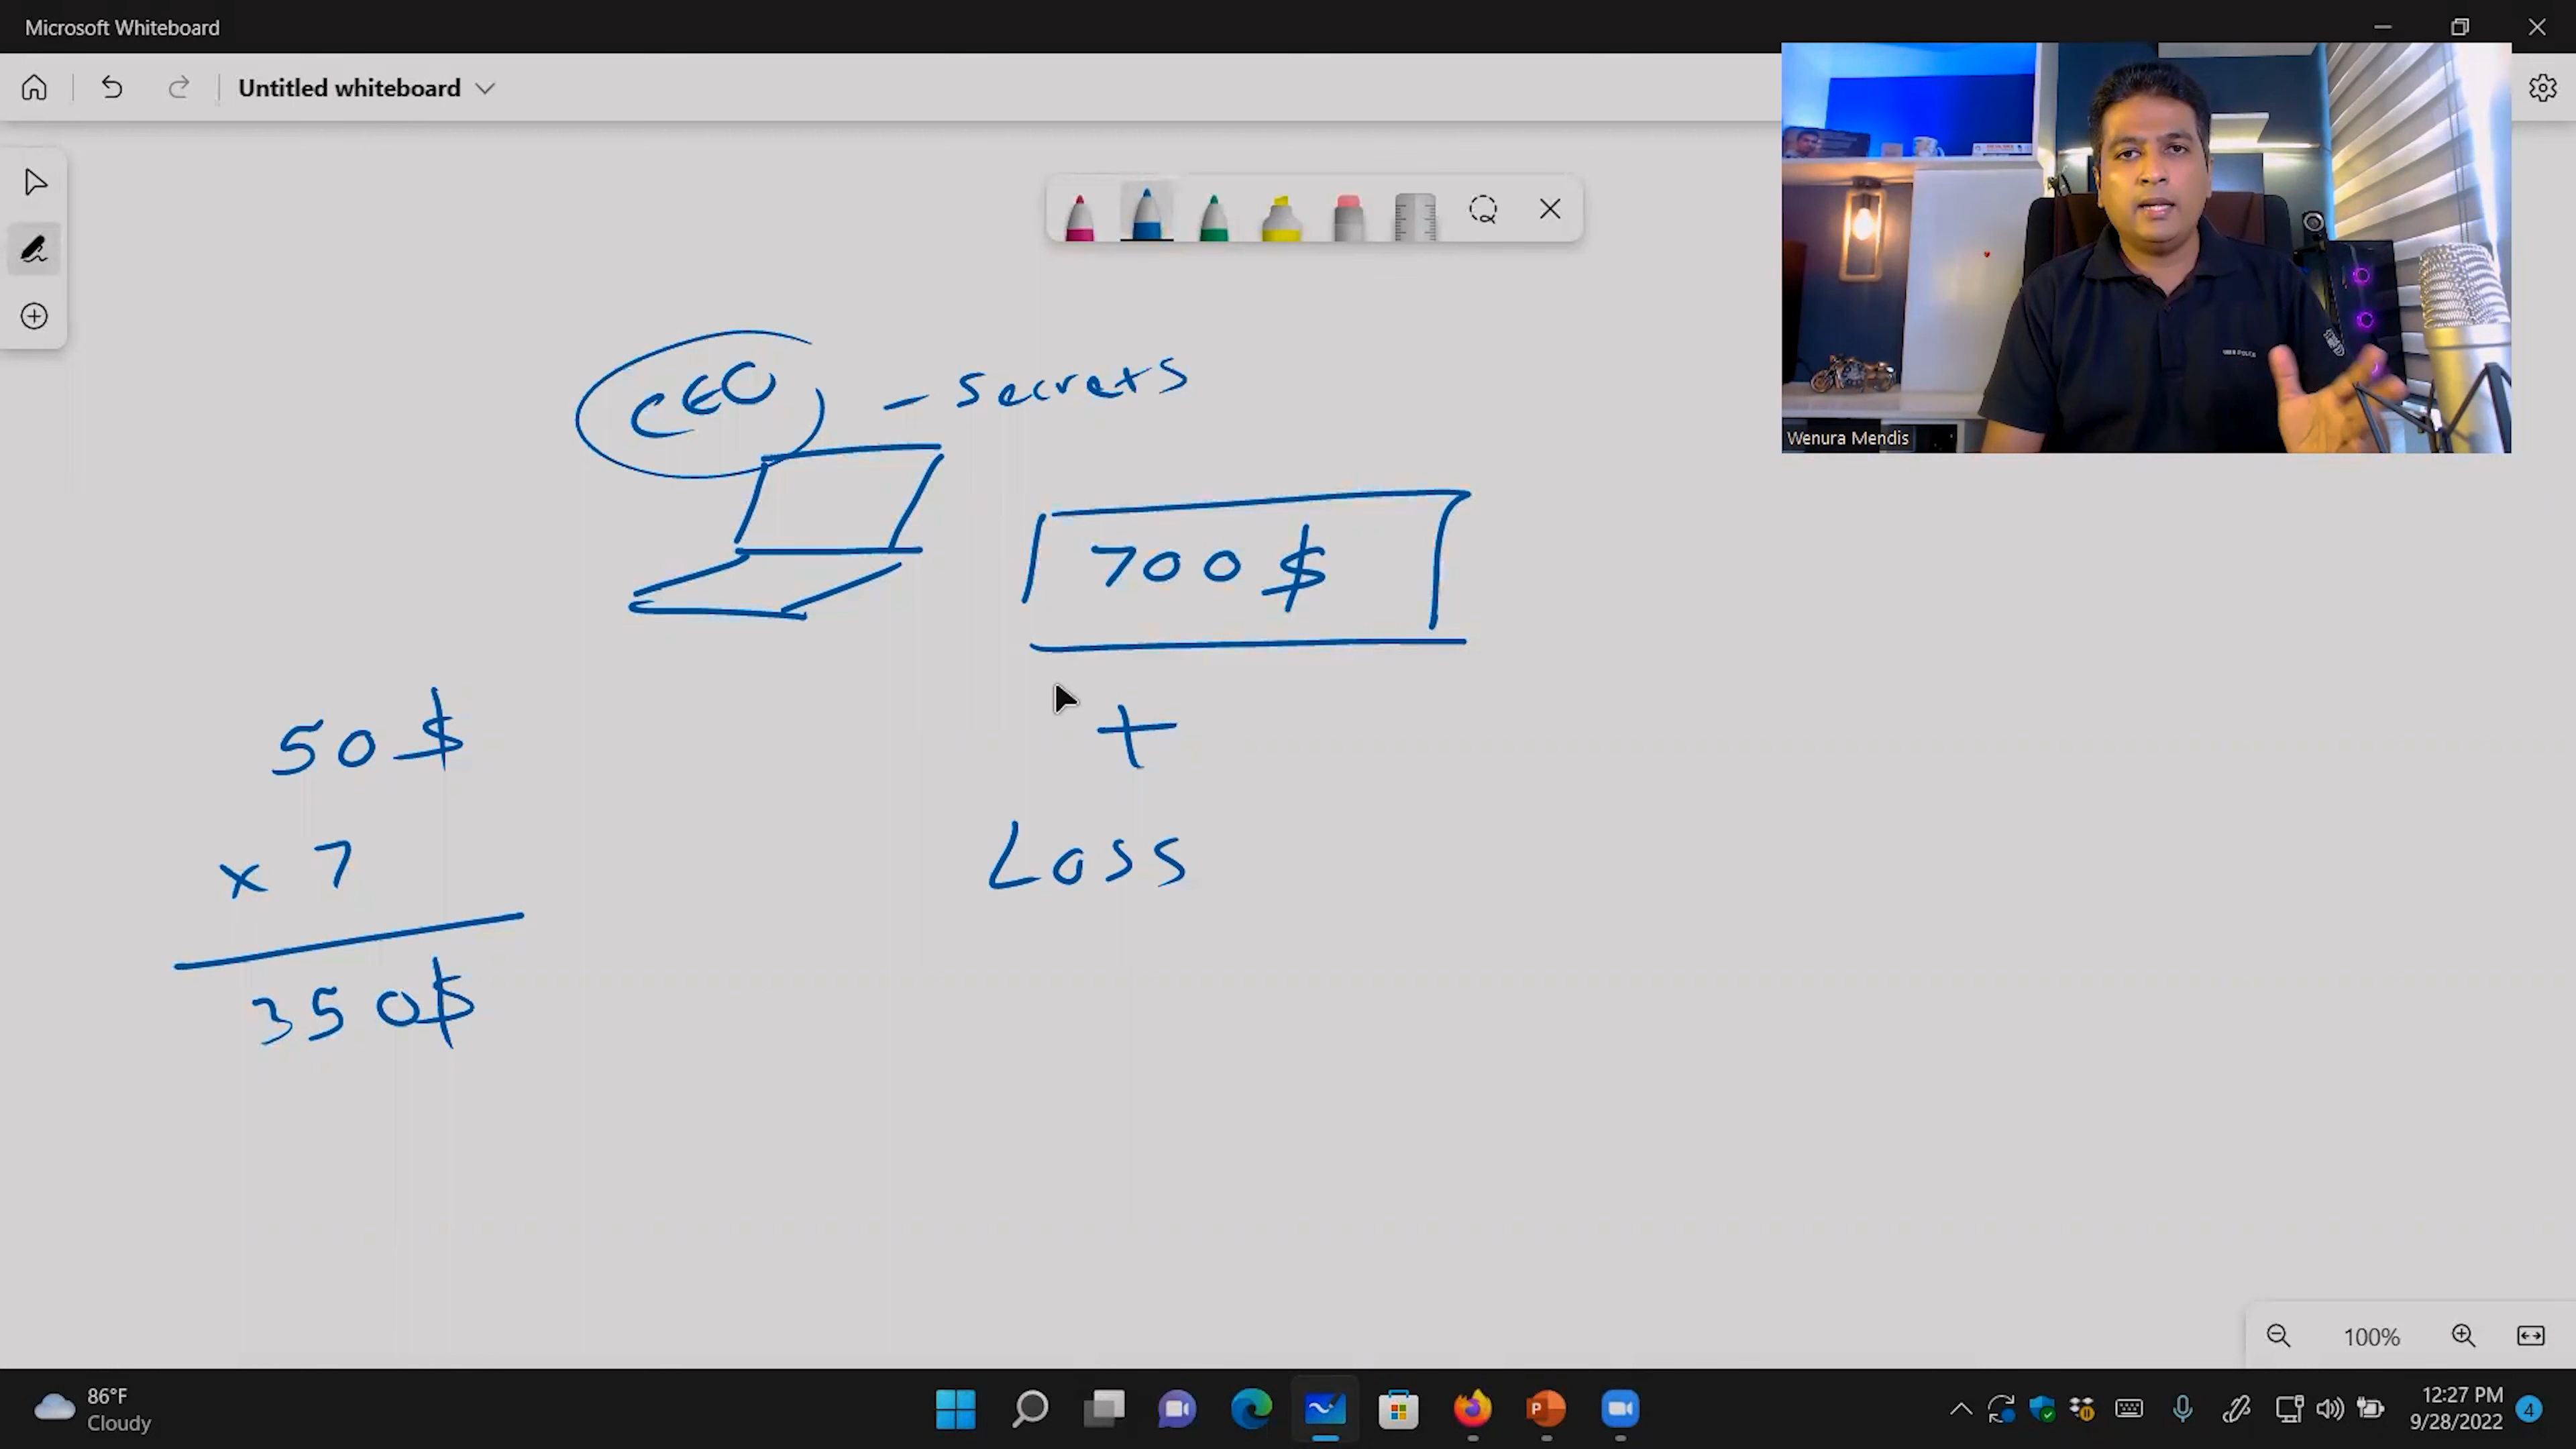 Microsoft Whiteboard
Untitled whiteboard
CEO - secrets
700 $
50 $
+
x 7
Loss
350$
Wenura Mendis
100%
86°F
Cloudy
12:27 PM
9/28/2022
4